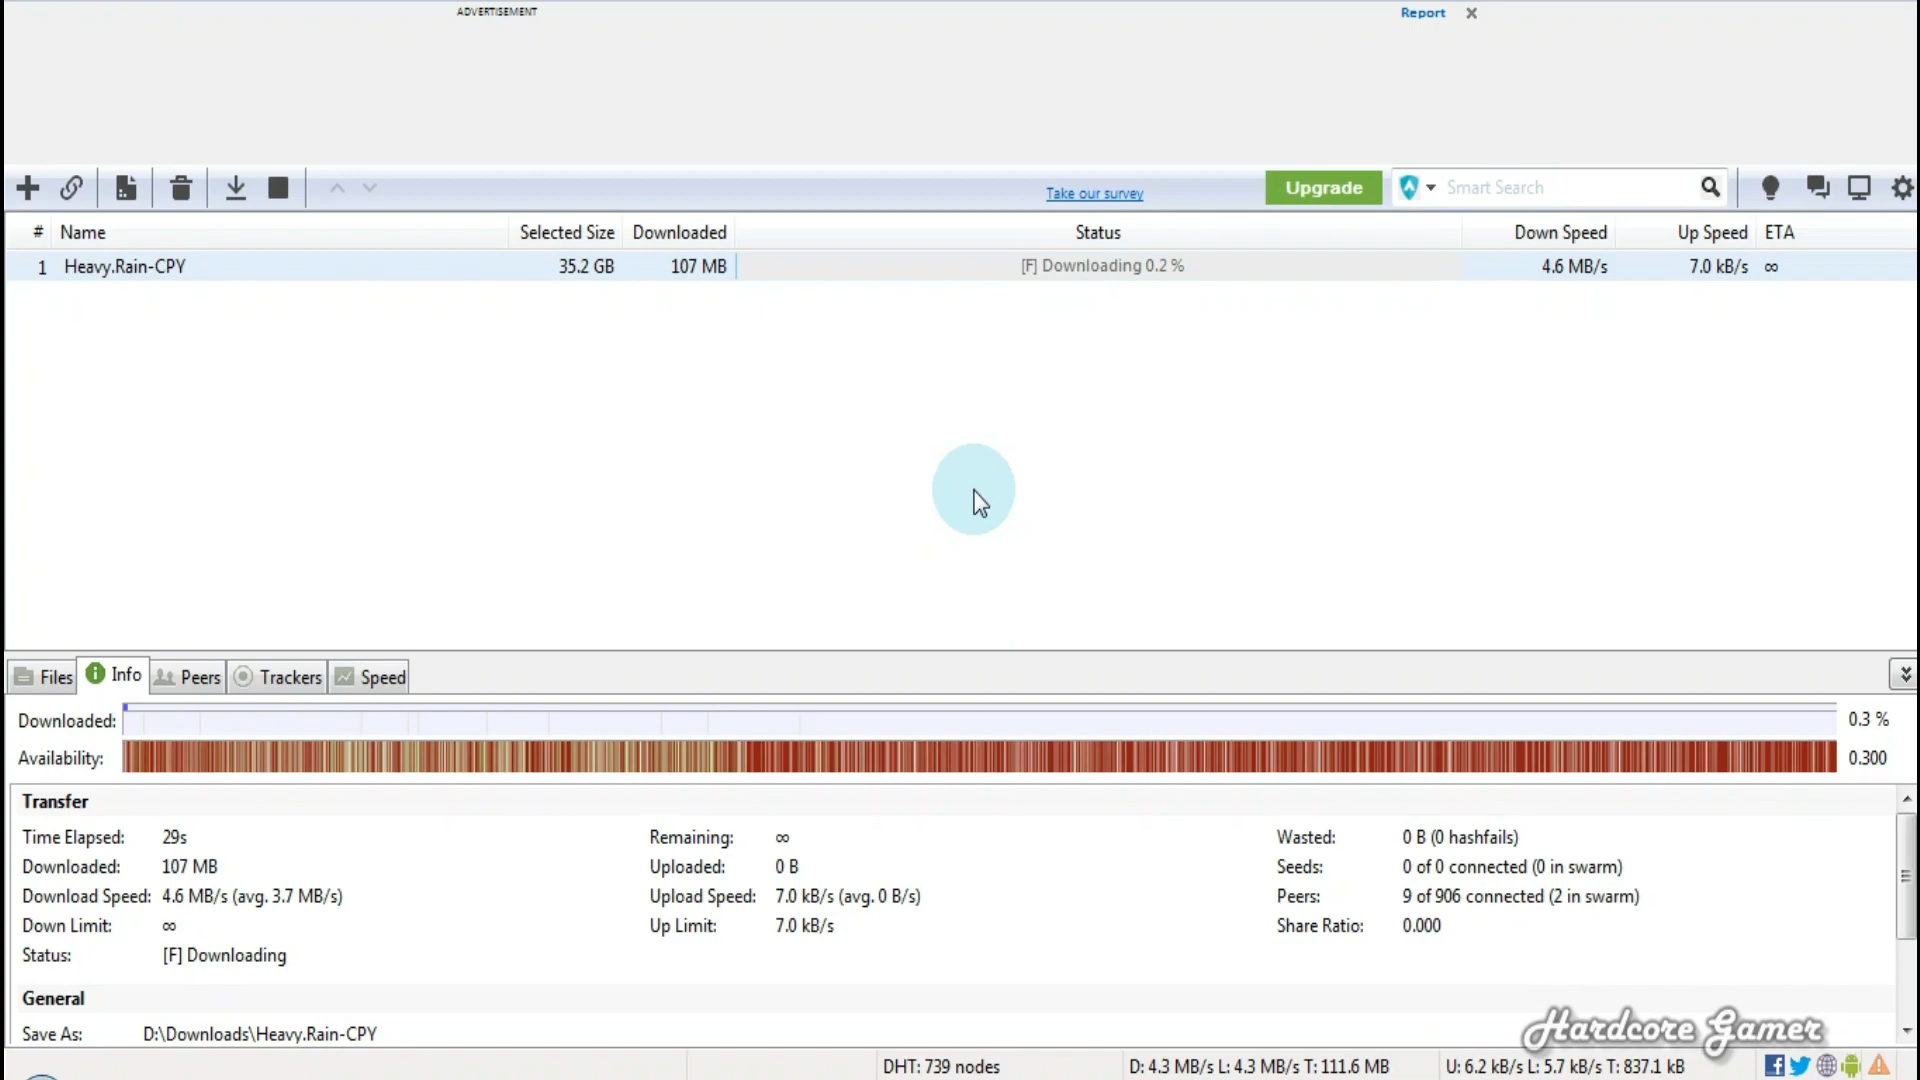 ADVERTISEMENT Report
Take our survey Upgrade Smart Search
# Name Selected Size Downloaded Status Down Speed Up Speed ETA
1 Heavy.Rain-CPY 35.2 GB 107 MB [F] Downloading 0.2 % 4.6 MB/s 7.0 kB/s ∞
Files Info Peers Trackers Speed
Downloaded: 0.3 %
Availability: 0.300
Transfer
Time Elapsed: 29s Remaining: ∞ Wasted: 0 B (0 hashfails)
Downloaded: 107 MB Uploaded: 0 B Seeds: 0 of 0 connected (0 in swarm)
Download Speed: 4.6 MB/s (avg. 3.7 MB/s) Upload Speed: 7.0 kB/s (avg. 0 B/s) Peers: 9 of 906 connected (2 in swarm)
Down Limit: ∞ Up Limit: 7.0 kB/s Share Ratio: 0.000
Status: [F] Downloading
General
Save As: D:\Downloads\Heavy.Rain-CPY
Hardcore Gamer
DHT: 739 nodes D: 4.3 MB/s L: 4.3 MB/s T: 111.6 MB U: 6.2 kB/s L: 5.7 kB/s T: 837.1 kB